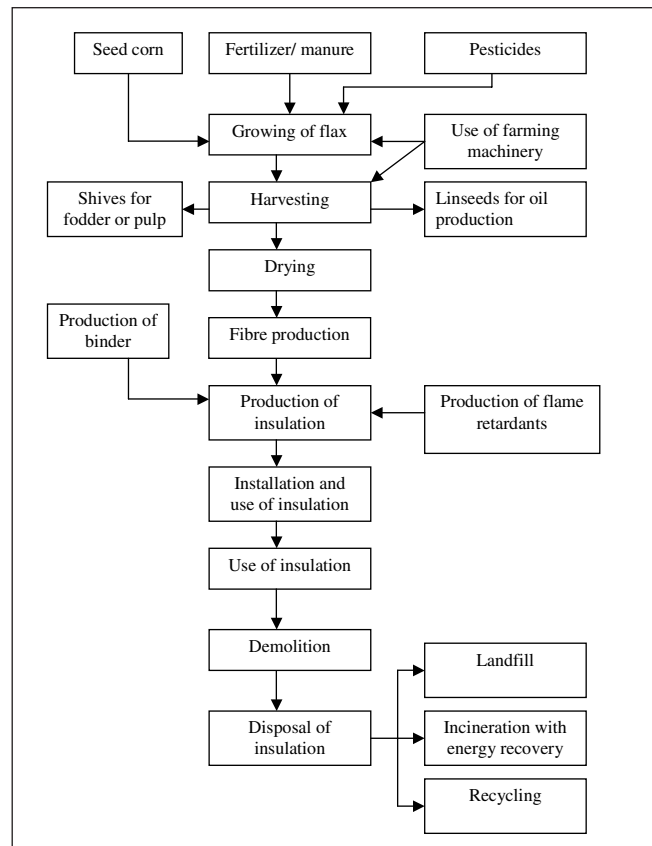 Seed corn
Fertilizer/ manure
Pesticides
Growing of flax
Use of farming
machinery
Shives for
fodder or pulp
Harvesting
Linseeds for oil
production
Drying
Production of
binder
Fibre production
Production of
insulation
Production of flame
retardants
Installation and
use of insulation
Use of insulation
Demolition
Landfill
Disposal of
insulation
Incineration with
energy recovery
Recycling